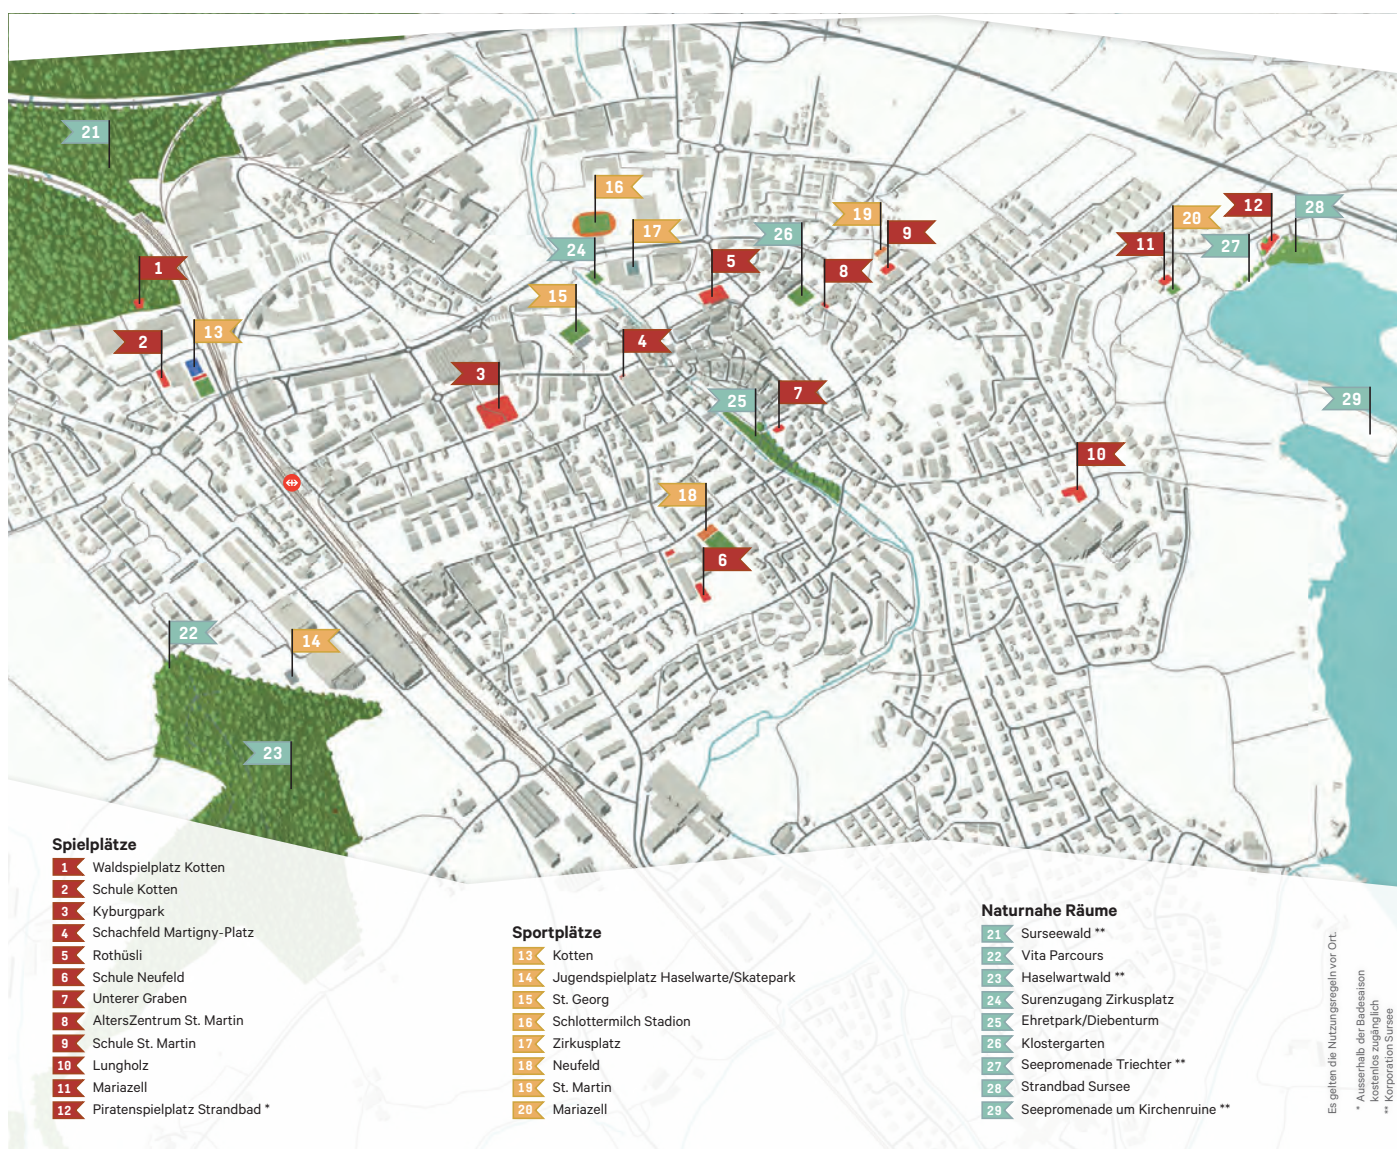 21
16
19
9
20
12
28
17
24
26
27
11
5
8
1
15
13
2
4
3
25
7
29
10
18
6
22
14
23
Spielplätze
1 Waldspielplatz Kotten
2 Schule Kotten
3 Kyburgpark
4 Schachfeld Martigny-Platz
5 Rothüsli
6 Schule Neufeld
7 Unterer Graben
8 AltersZentrum St. Martin
9 Schule St. Martin
10 Lungholz
11 Mariazell
12 Piratenspielplatz Strandbad *
Sportplätze
13 Kotten
14 Jugendspielplatz Haselwarte/Skatepark
15 St. Georg
16 Schlottermilch Stadion
17 Zirkusplatz
18 Neufeld
19 St. Martin
20 Mariazell
Naturnahe Räume
21 Surseewald **
22 Vita Parcours
23 Haselwartwald **
24 Surenzugang Zirkusplatz
25 Ehretpark/Diebenturm
26 Klostergarten
27 Seepromenade Triechter **
28 Strandbad Sursee
29 Seepromenade um Kirchenruine **
Es gelten die Nutzungsregeln vor Ort.
* Ausserhalb der Badesaison
kostenlos zugänglich
** Korporation Sursee